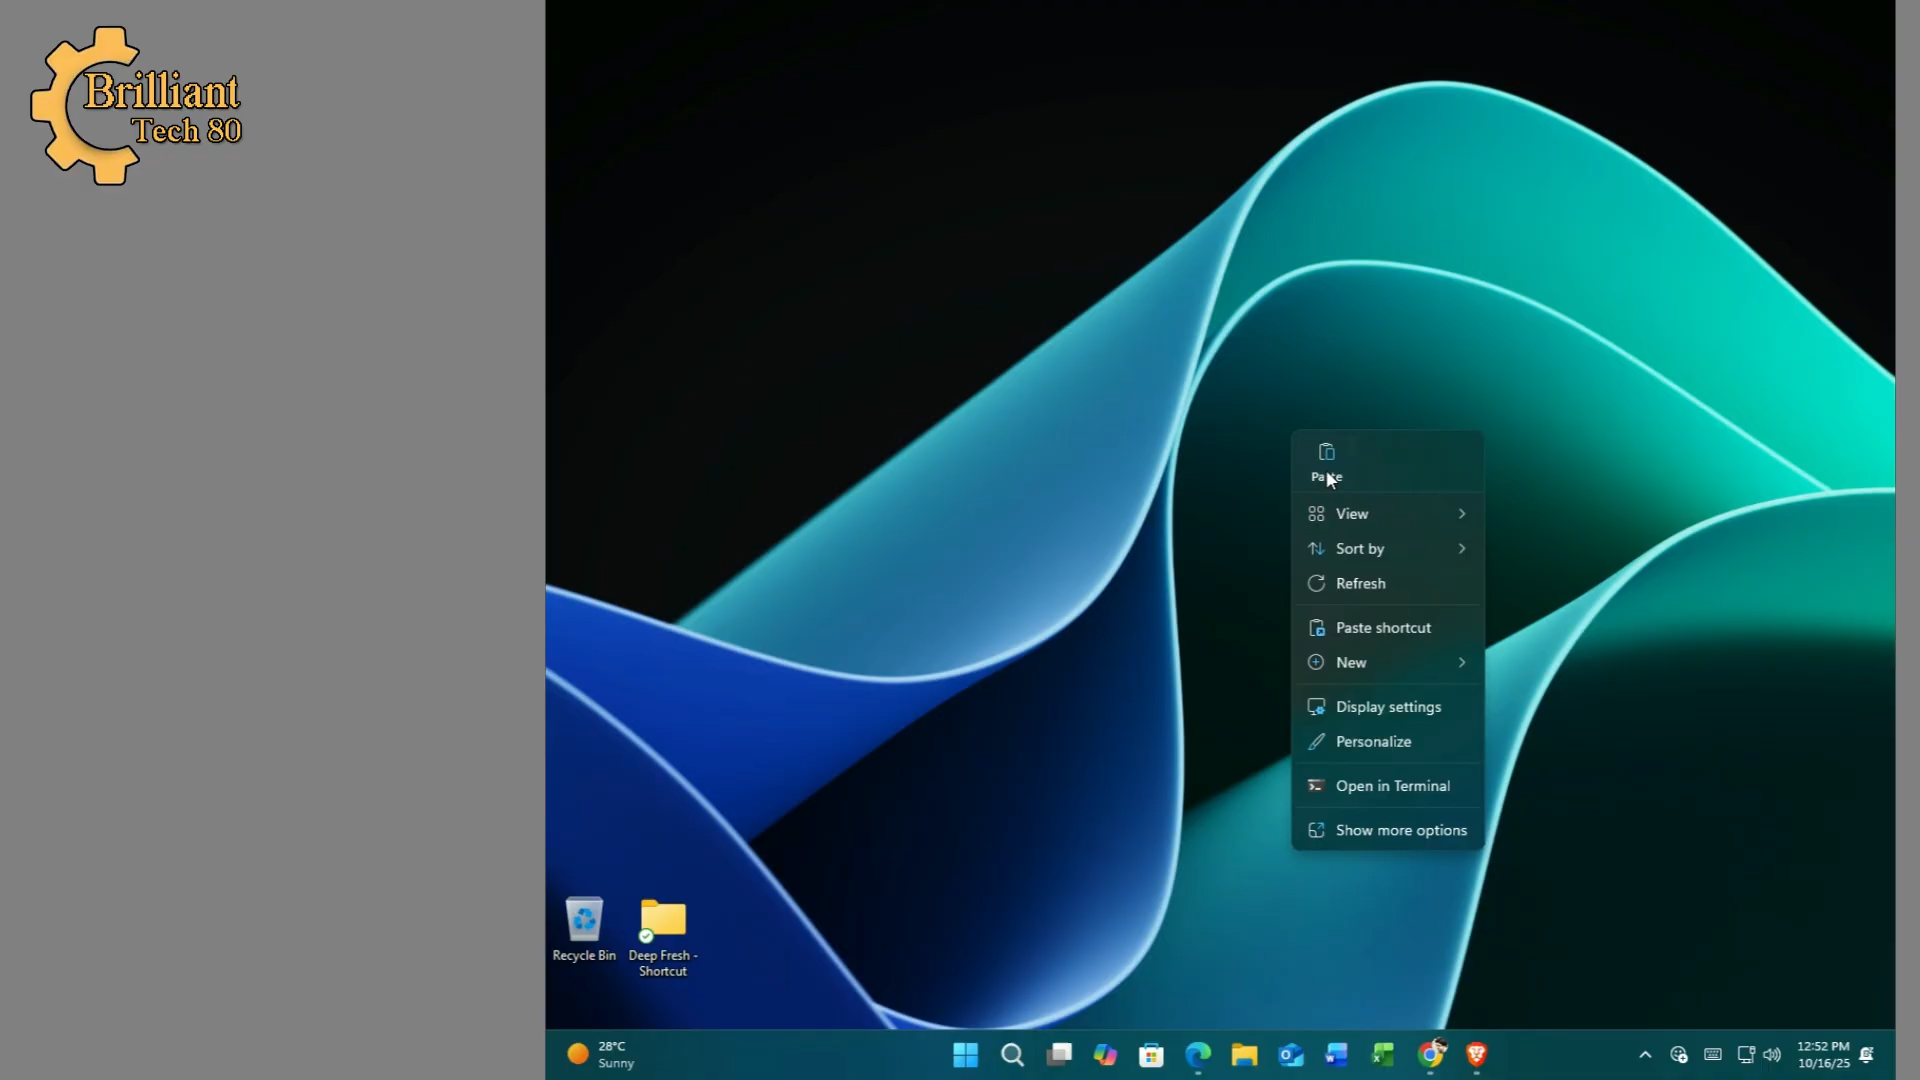 Brilliant
Tech 80
Paste
View
Sort by
Refresh
Paste shortcut
New
Display settings
Personalize
Open in Terminal
Show more options
Recycle Bin
Deep Fresh -
Shortcut
28°C
Sunny
12:52 PM
10/16/25